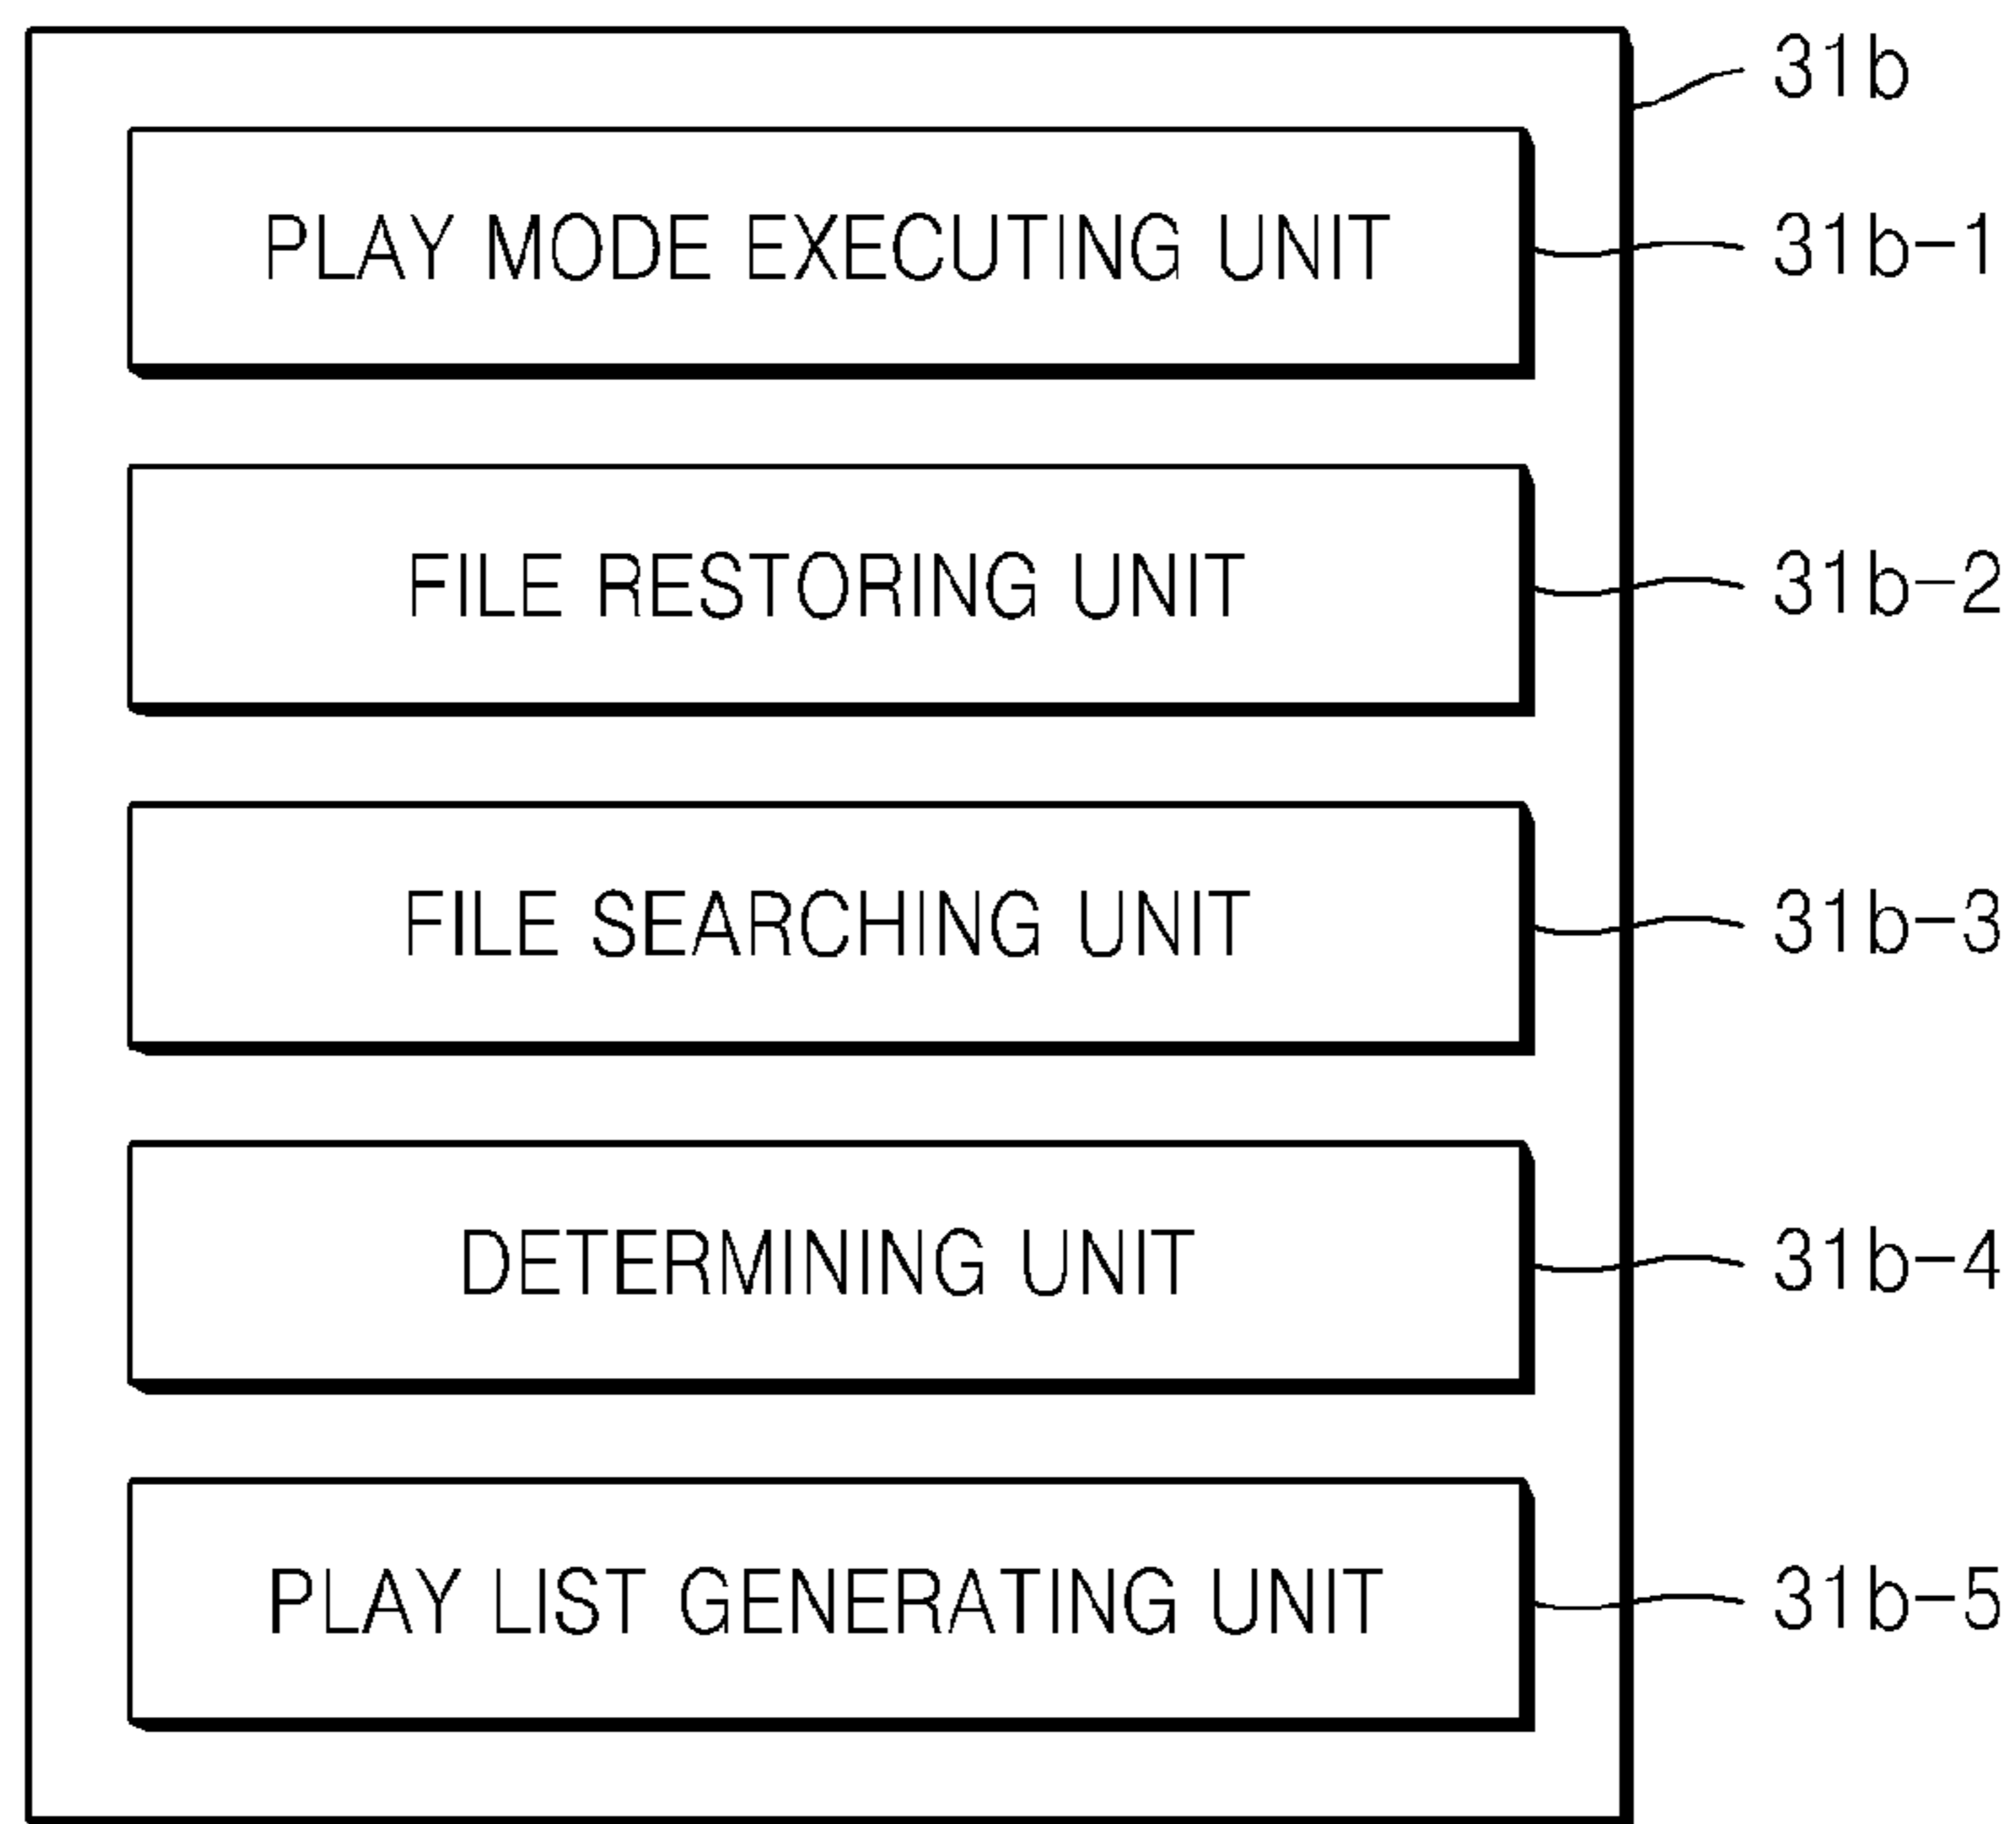 31b
PLAY MODE EXECUTING UNIT 31b-1
FILE RESTORING UNIT 31b-2
FILE SEARCHING UNIT 31b-3
DETERMINING UNIT 31b-4
PLAY LIST GENERATING UNIT 31b-5